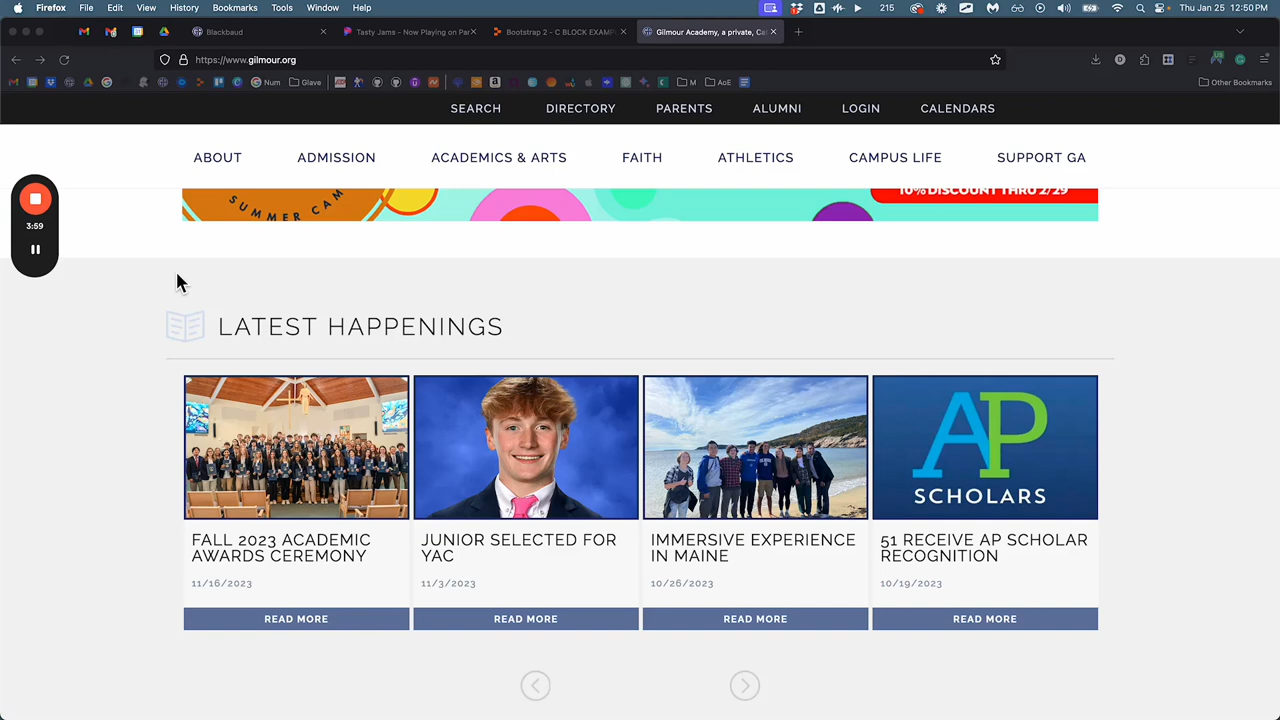 Firefox File Edit View History Bookmarks Tools Window Help 215 Thu Jan 25 12:50 PM
Blackbaud Tasty Jams - Now Playing on Par Bootstrap 2 - C BLOCK EXAMP Gilmour Academy, a private, Cat
https://www.gilmour.org
Num Glave M AoE Other Bookmarks
SEARCH DIRECTORY PARENTS ALUMNI LOGIN CALENDARS
ABOUT ADMISSION ACADEMICS & ARTS FAITH ATHLETICS CAMPUS LIFE SUPPORT GA
SUMMER CAM
10% DISCOUNT THRU 2/29
3:59
LATEST HAPPENINGS
AP
SCHOLARS
FALL 2023 ACADEMIC
AWARDS CEREMONY
11/16/2023
READ MORE
JUNIOR SELECTED FOR
YAC
11/3/2023
READ MORE
IMMERSIVE EXPERIENCE
IN MAINE
10/26/2023
READ MORE
51 RECEIVE AP SCHOLAR
RECOGNITION
10/19/2023
READ MORE